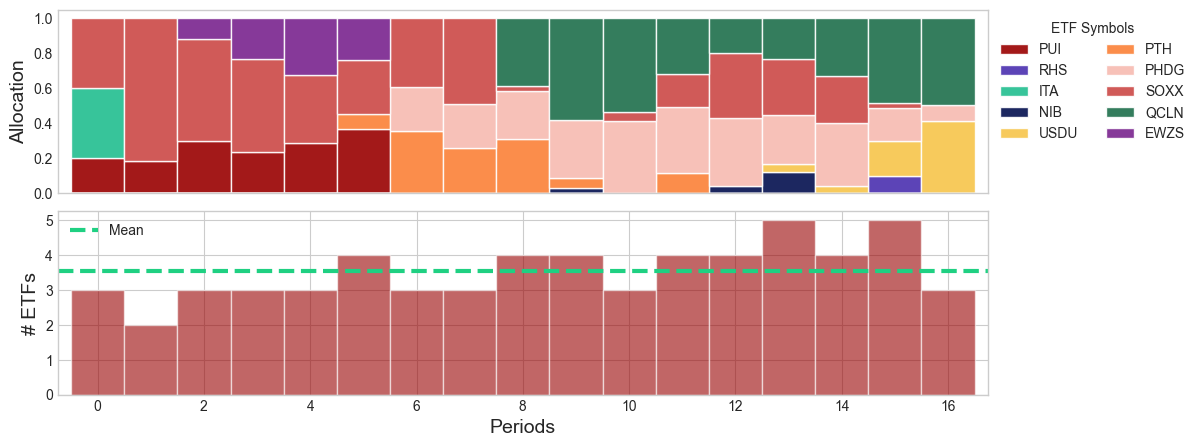 1.0
0.8
0.6
0.4
0.2
0.0
Allocation
ETF Symbols
PUI PTH
RHS PHDG
ITA SOXX
NIB QCLN
USDU EWZS
5
4
3
2
1
0
# ETFs
Mean
0 2 4 6 8 10 12 14 16
Periods